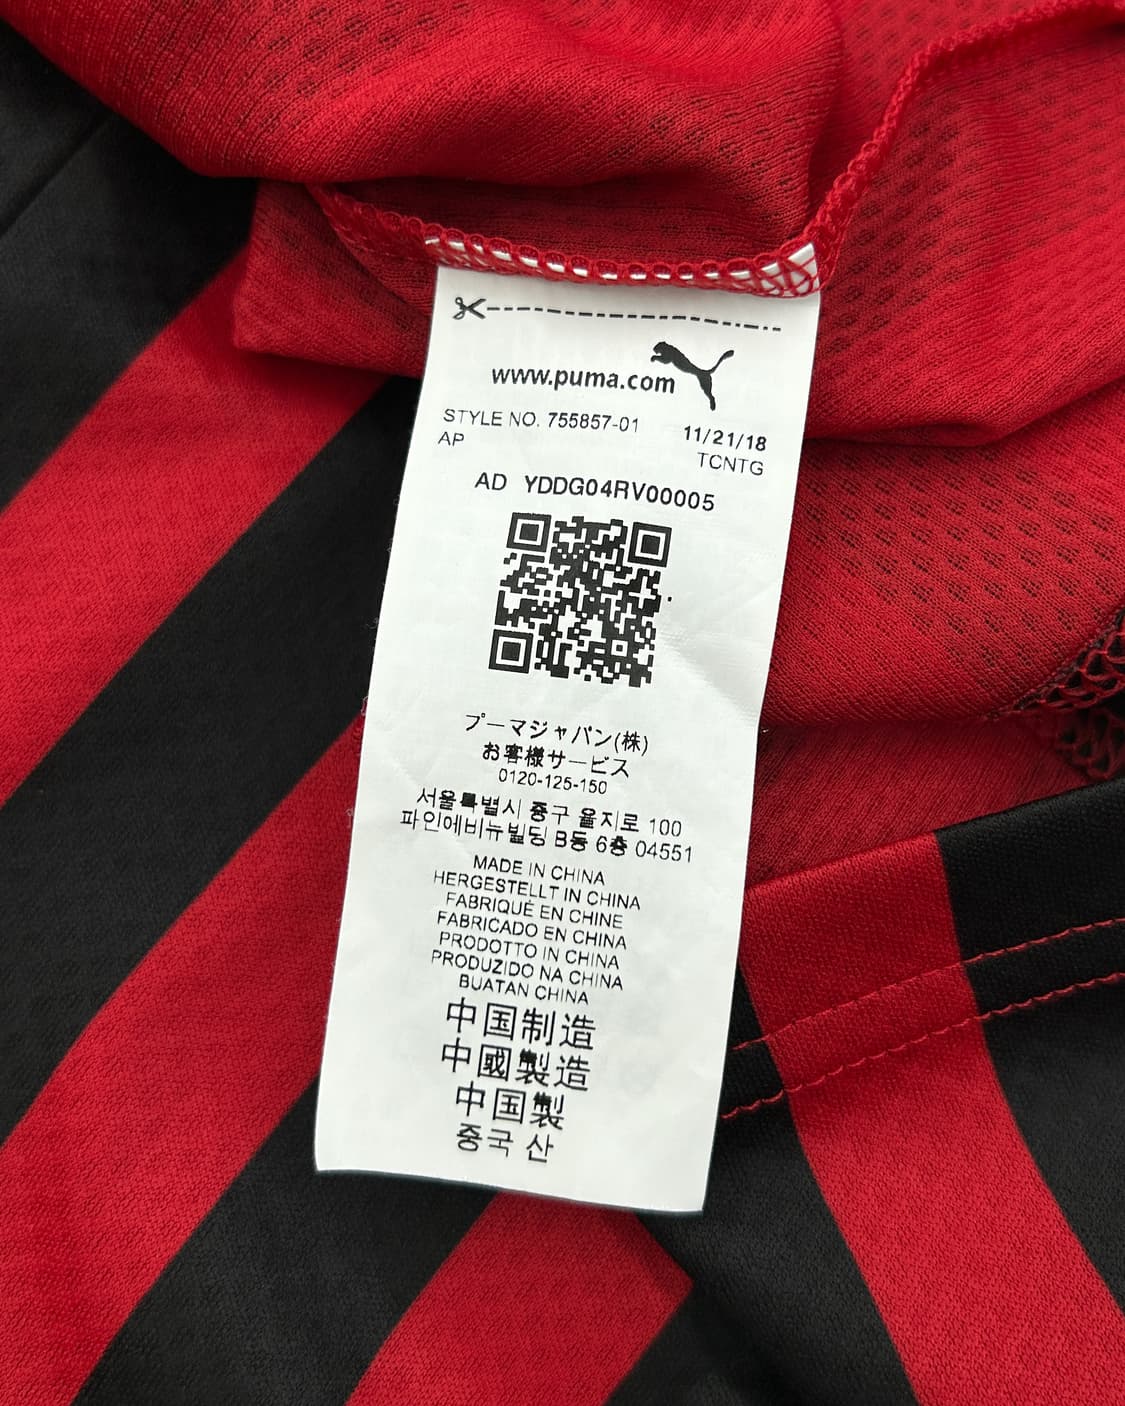 www.puma.com
STYLE NO. 755857-01 11/21/18
AP TCNTG
AD YDDG04RV00005
プーマジャパン(株)
お客様サービス
0120-125-150
서울특별시 중구 을지로 100
파인에비뉴빌딩 B동 6층 04551
MADE IN CHINA
HERGESTELLT IN CHINA
FABRIQUÉ EN CHINE
FABRICADO EN CHINA
PRODOTTO IN CHINA
PRODUZIDO NA CHINA
BUATAN CHINA
中国制造
中國製造
中国製
중국 산